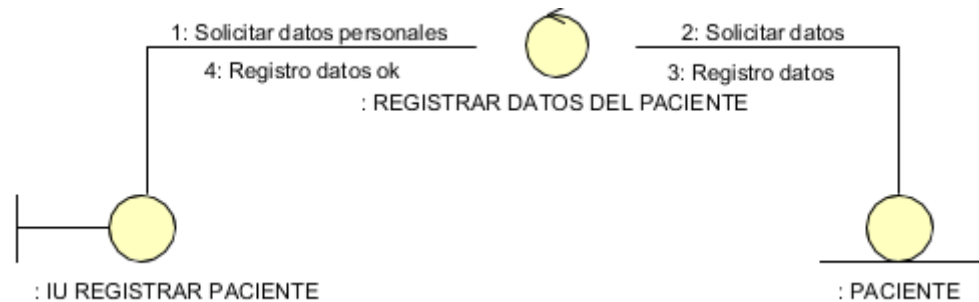 1: Solicitar datos personales
2: Solicitar datos
4: Registro datos ok
3: Registro datos
: REGISTRAR DATOS DEL PACIENTE
: IU REGISTRAR PACIENTE
: PACIENTE